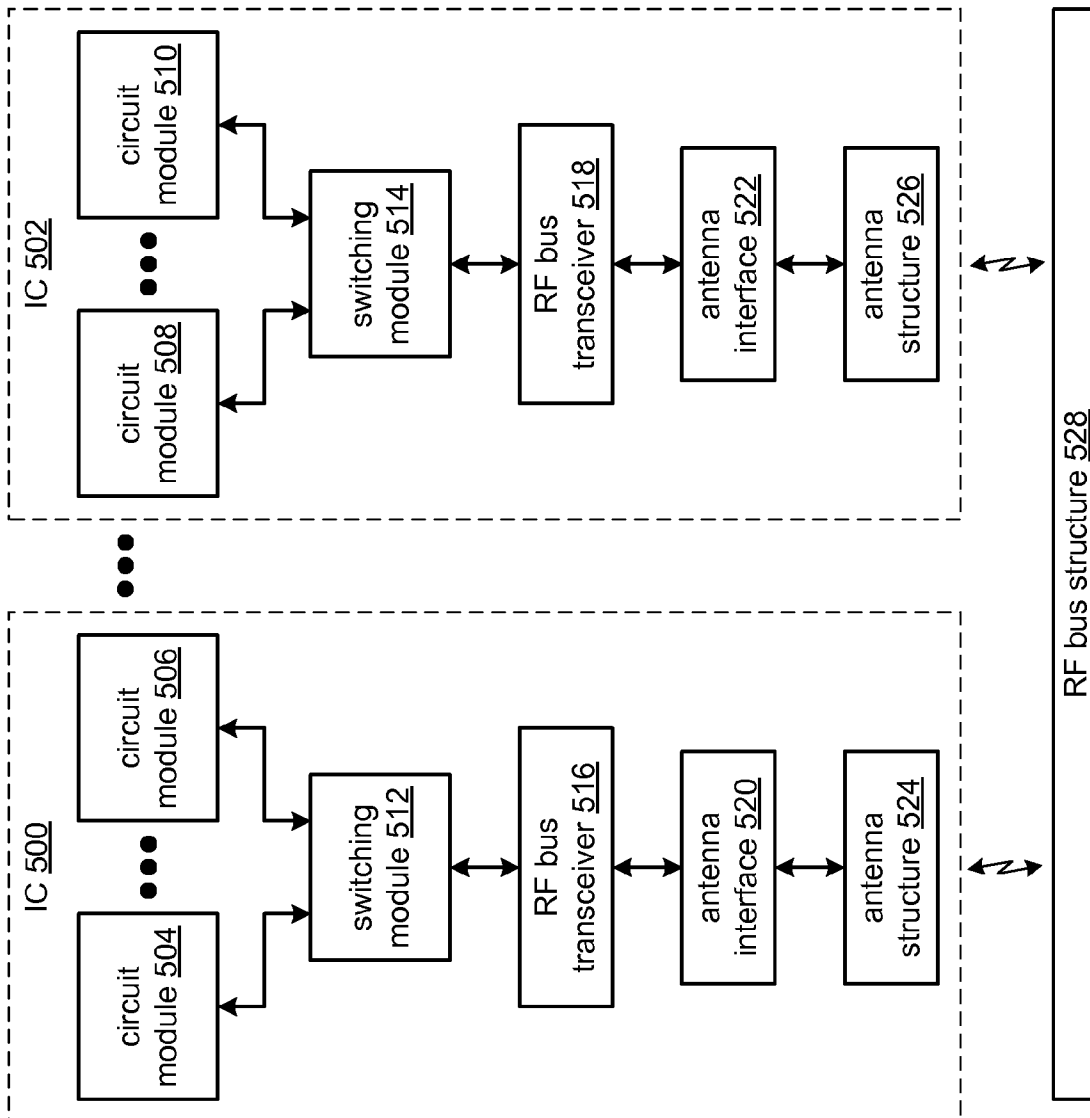 IC 500
circuit
module 504
circuit
module 506
switching
module 512
RF bus
transceiver 516
antenna
interface 520
antenna
structure 524
IC 502
circuit
module 508
circuit
module 510
switching
module 514
RF bus
transceiver 518
antenna
interface 522
antenna
structure 526
RF bus structure 528